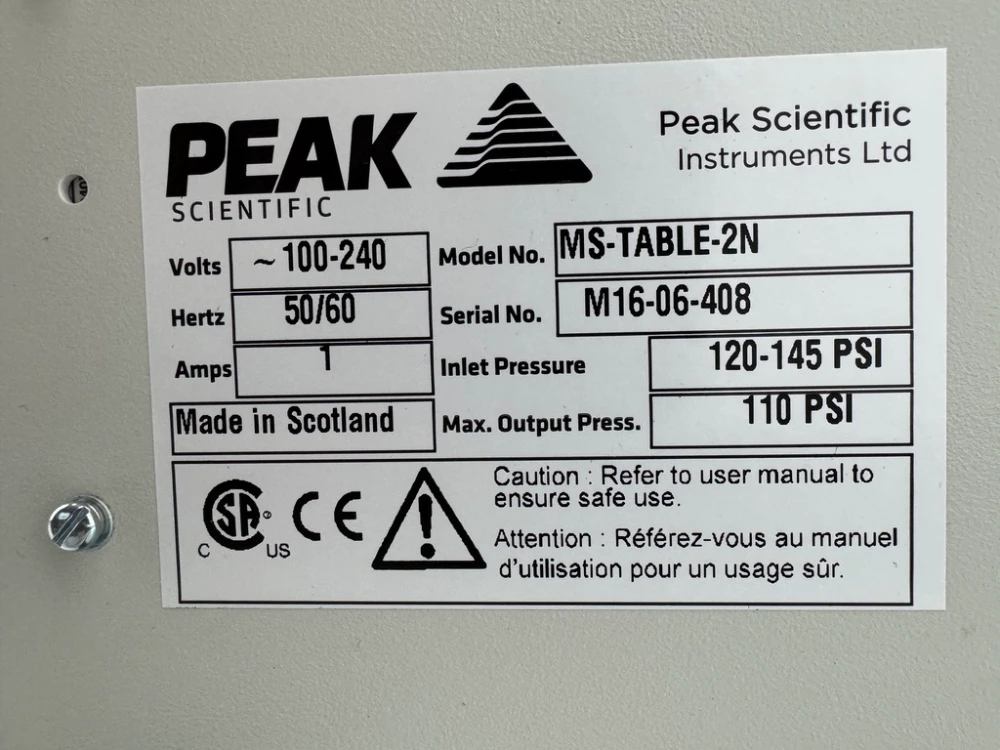 PEAK
SCIENTIFIC
Peak Scientific
Instruments Ltd
Volts ~ 100-240
Hertz 50/60
Amps 1
Made in Scotland
Model No. MS-TABLE-2N
Serial No. M16-06-408
Inlet Pressure 120-145 PSI
Max. Output Press. 110 PSI
C SA® US CE
Caution : Refer to user manual to
ensure safe use.
Attention : Référez-vous au manuel
d'utilisation pour un usage sûr.